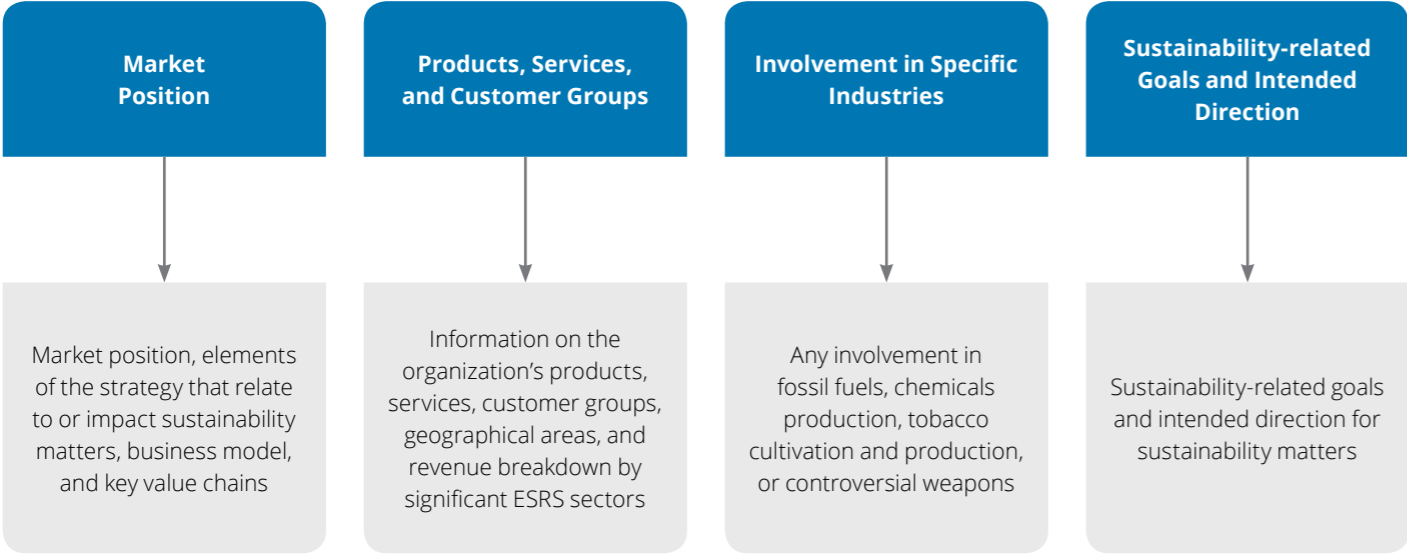 Market
Position
Products, Services,
and Customer Groups
Involvement in Specific
Industries
Sustainability-related
Goals and Intended
Direction
Market position, elements
of the strategy that relate
to or impact sustainability
matters, business model,
and key value chains
Information on the
organization's products,
services, customer groups,
geographical areas, and
revenue breakdown by
significant ESRS sectors
Any involvement in
fossil fuels, chemicals
production, tobacco
cultivation and production,
or controversial weapons
Sustainability-related goals
and intended direction for
sustainability matters